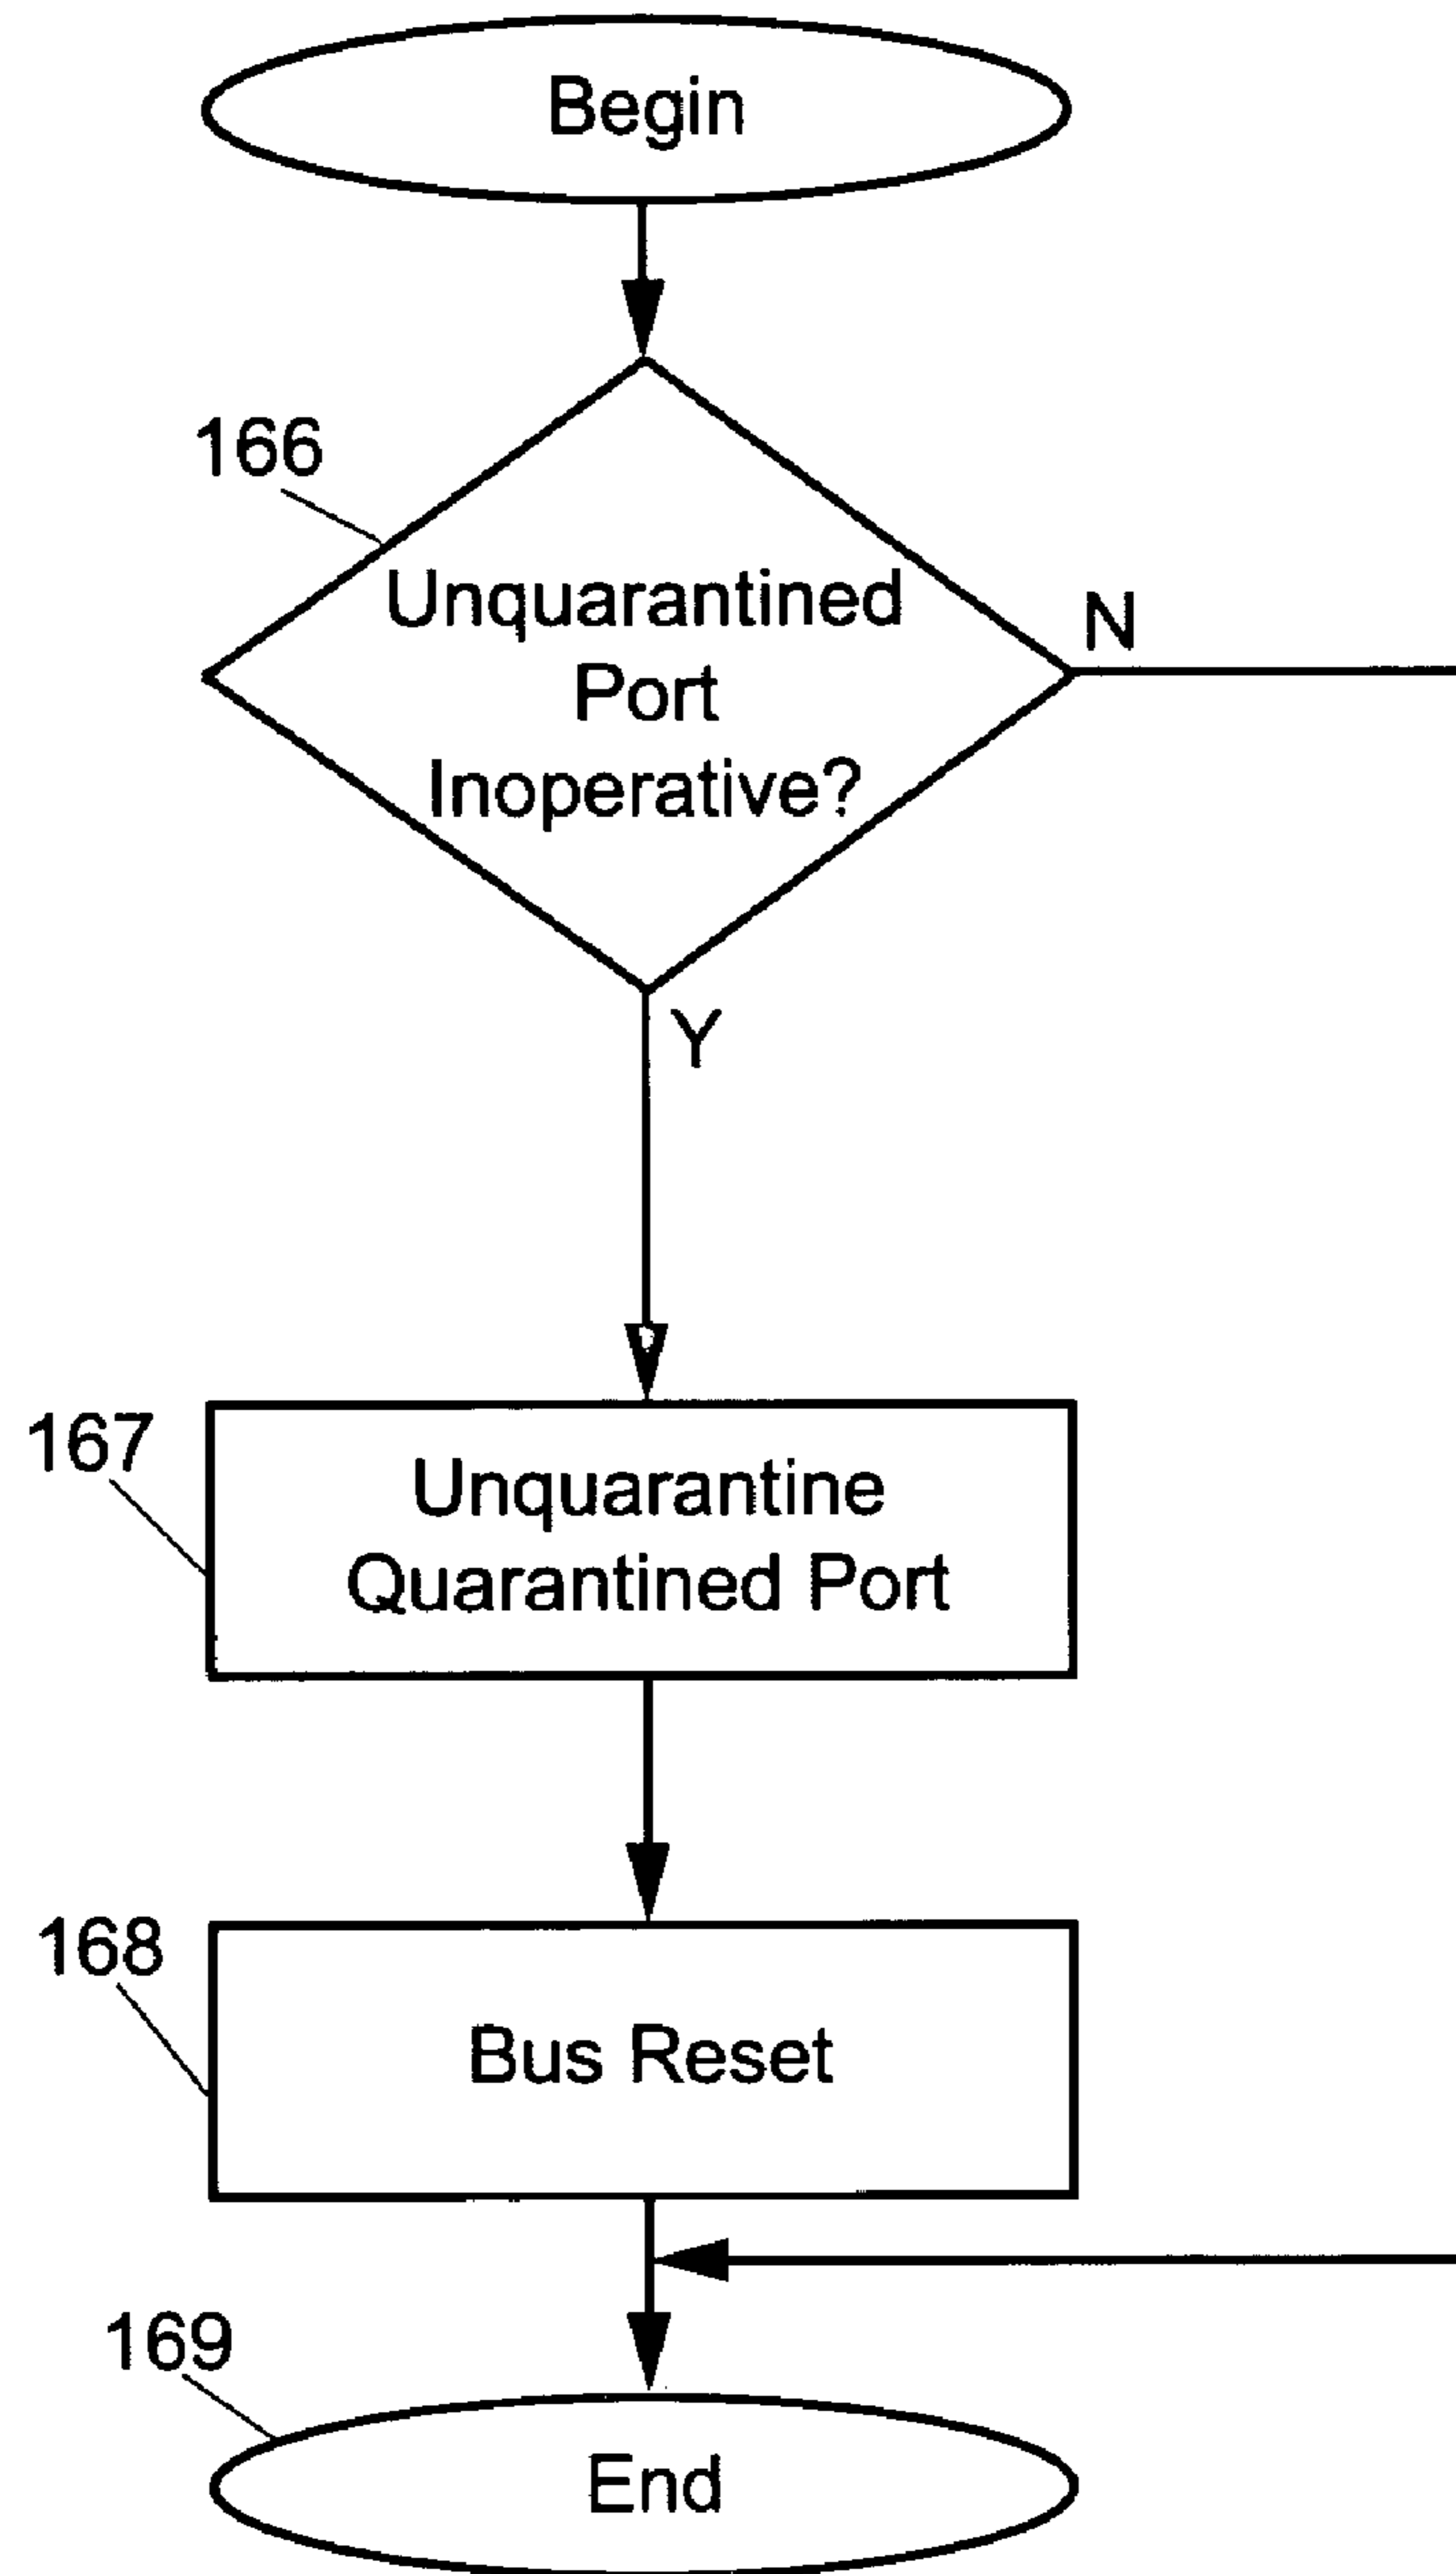 Begin
166
Unquarantined
Port
Inoperative?
N
Y
167
Unquarantine
Quarantined Port
168
Bus Reset
169
End